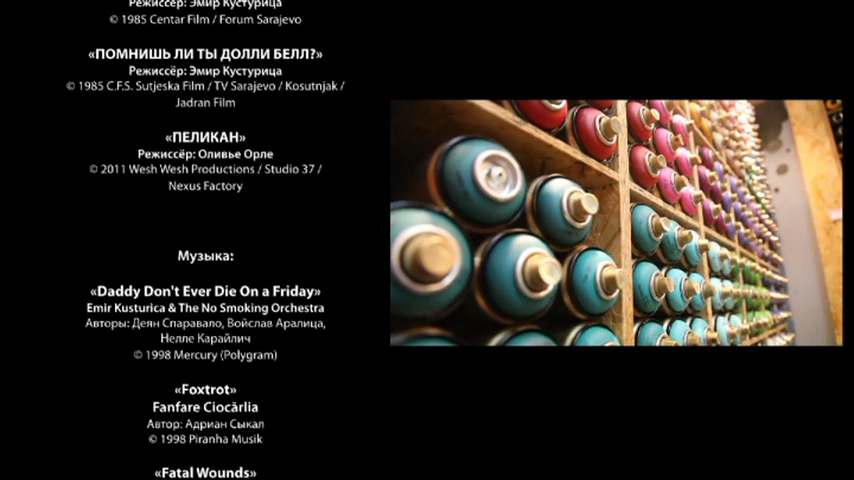 Режиссёр: Эмир Кустурица
© 1985 Centar Film / Forum Sarajevo
«ПОМНИШЬ ЛИ ТЫ ДОЛЛИ БЕЛЛ?»
Режиссёр: Эмир Кустурица
© 1985 C.F.S. Sutjeska Film / TV Sarajevo / Kosutnjak /
Jadran Film
«ПЕЛИКАН»
Режиссёр: Оливье Орле
© 2011 Wesh Wesh Productions / Studio 37 /
Nexus Factory
Музыка:
«Daddy Don't Ever Die On a Friday»
Emir Kusturica & The No Smoking Orchestra
Авторы: Деян Спаравало, Войслав Аралица,
Нелле Карайлич
© 1998 Mercury (Polygram)
«Foxtrot»
Fanfare Ciocărlia
Автор: Адриан Сыкал
© 1998 Piranha Musik
«Fatal Wounds»